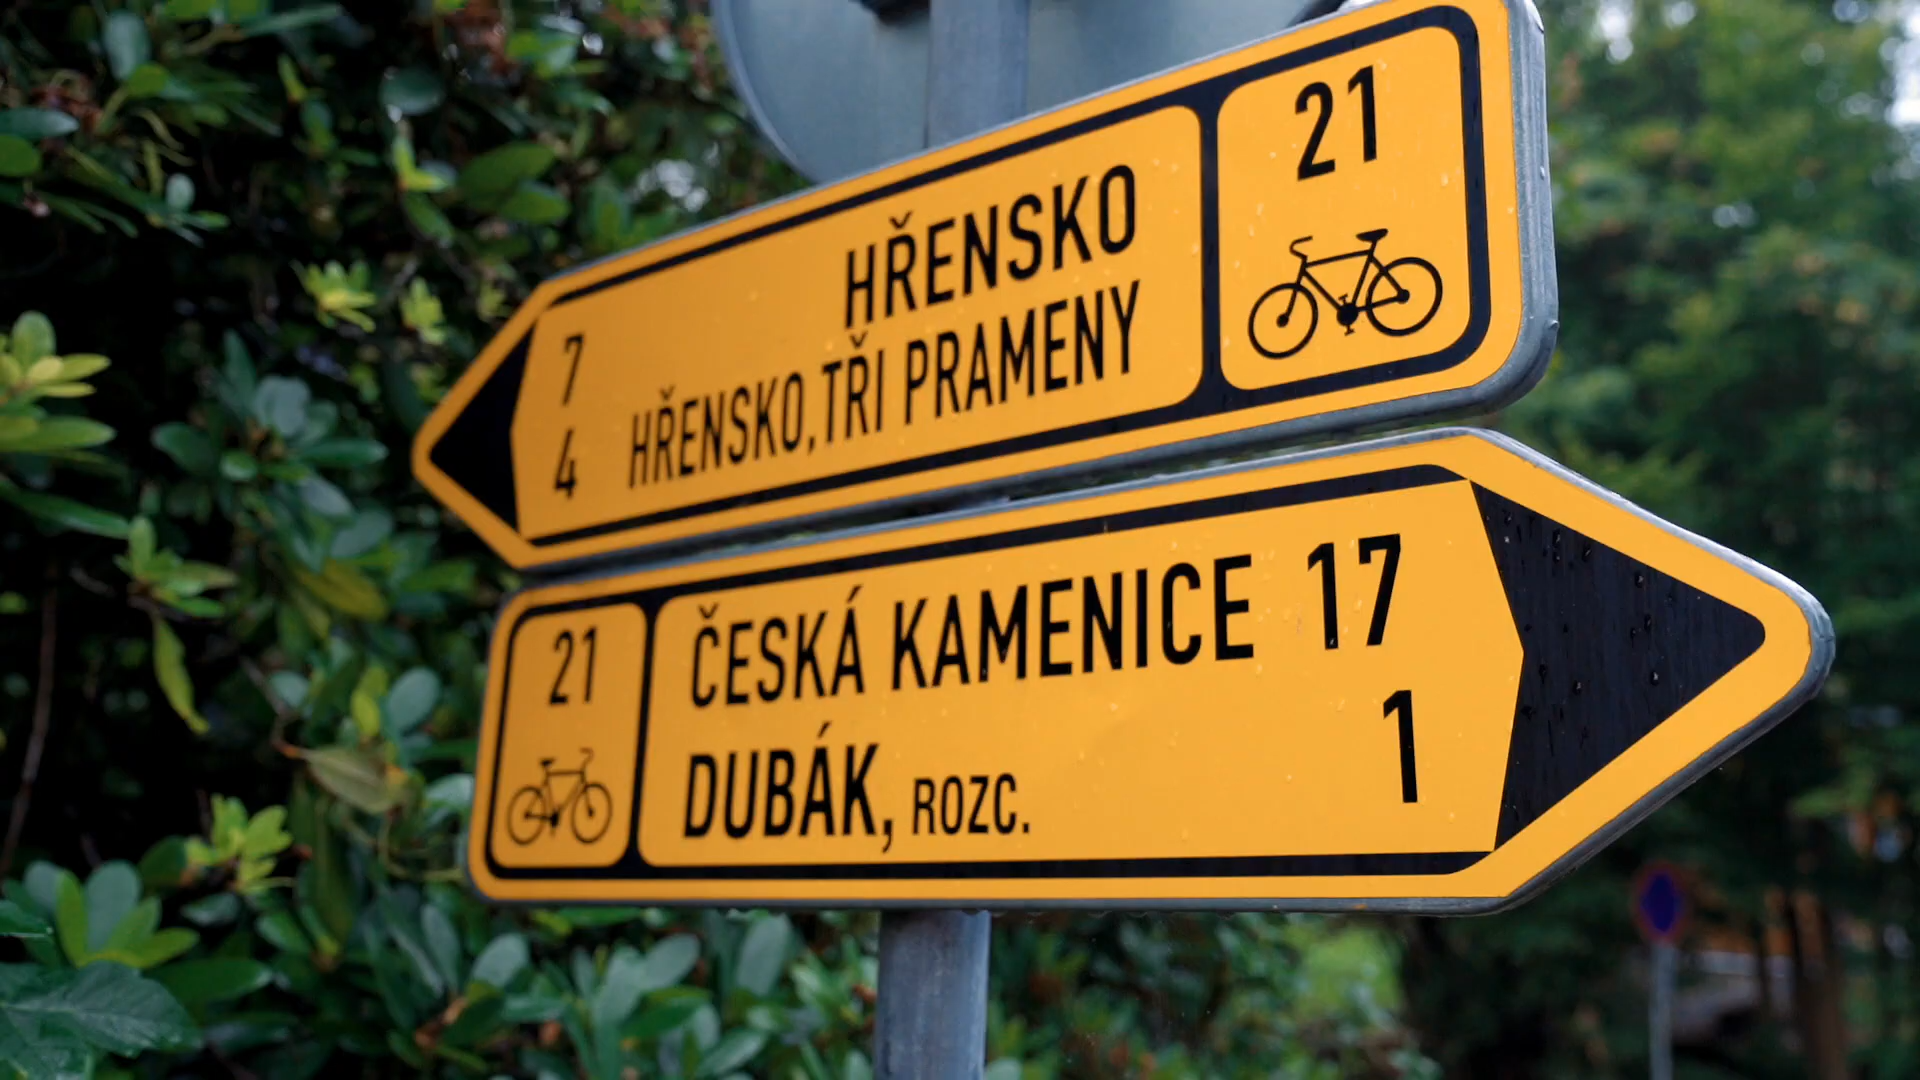 21
7 HŘENSKO
4 HŘENSKO, TŘI PRAMENY
21
ČESKÁ KAMENICE 17
DUBÁK, ROZC. 1